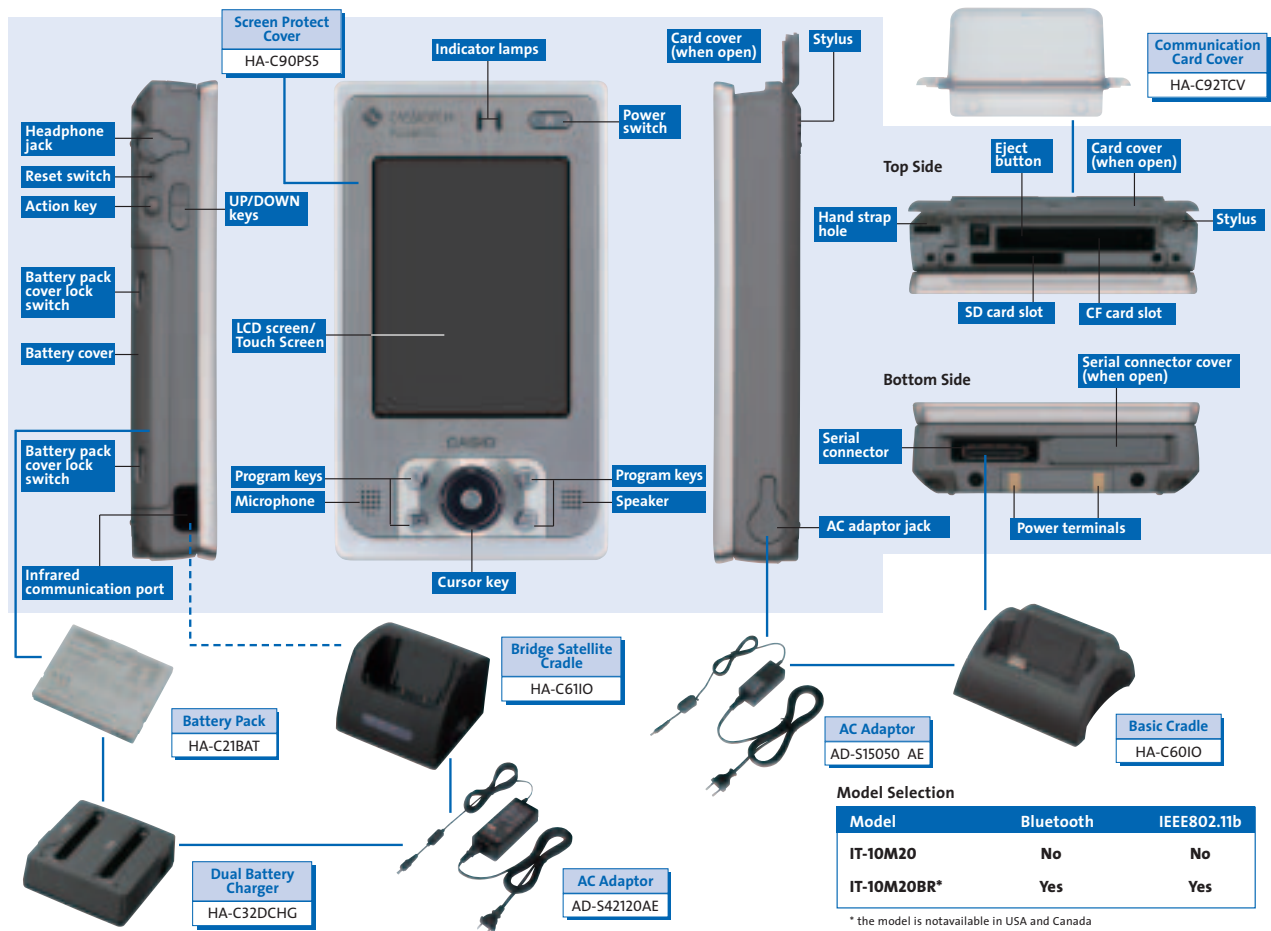 Screen Protect
Cover
HA-C90PS5
Indicator lamps
Card cover
(when open)
Stylus
Communication
Card Cover
HA-C92TCV
Headphone
jack
Reset switch
Action key
UP/DOWN
keys
Battery pack
cover lock
switch
Battery cover
Battery pack
cover lock
switch
Infrared
communication port
CASSIOPEIA
Power
switch
LCD screen/
Touch Screen
CASIO
Program keys
Microphone
Program keys
Speaker
Cursor key
AC adaptor jack
Top Side
Eject
button
Card cover
(when open)
Hand strap
hole
Stylus
SD card slot
CF card slot
Bottom Side
Serial connector cover
(when open)
Serial
connector
Power terminals
Battery Pack
HA-C21BAT
Bridge Satellite
Cradle
HA-C61IO
AC Adaptor
AD-S15050 AE
Basic Cradle
HA-C60IO
Dual Battery
Charger
HA-C32DCHG
AC Adaptor
AD-S42120AE
Model Selection
Model Bluetooth IEEE802.11b
IT-10M20 No No
IT-10M20BR* Yes Yes
* the model is notavailable in USA and Canada